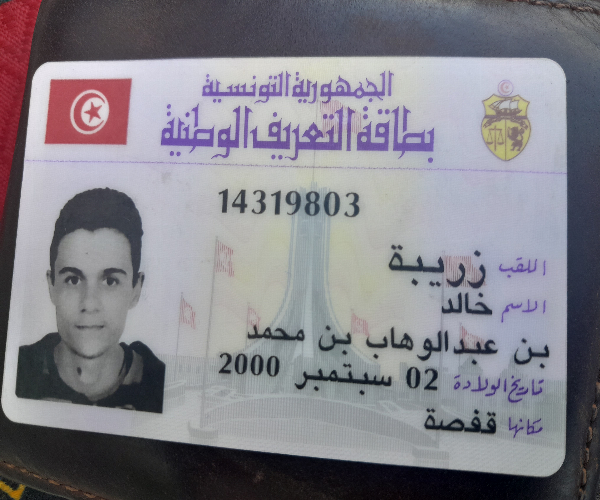 الجمهورية التونسية
بطاقة التعريف الوطنية
14319803
اللقب زريبة
الاسم خالد
بن عبدالوهاب بن محمد
تاريخ الولادة 02 سبتمبر 2000
مكانها قفصة